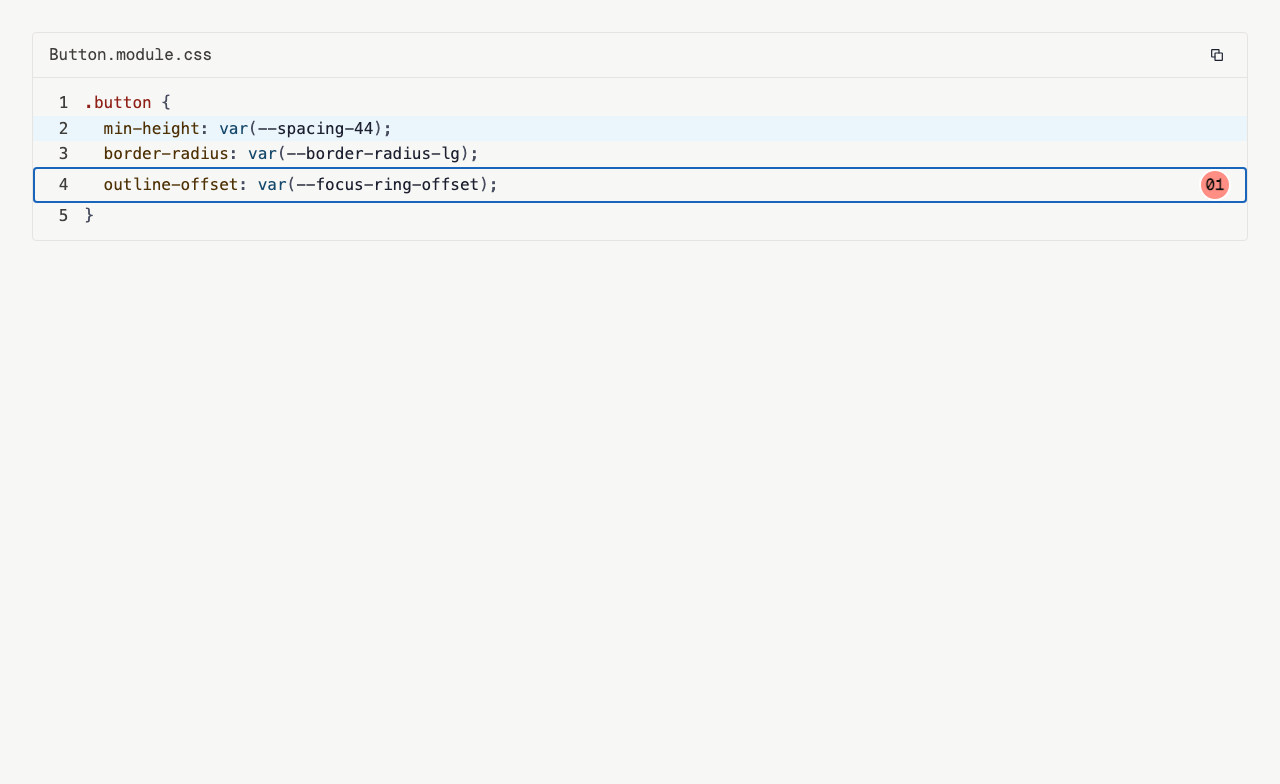 Button.module.css
1 .button {
2   min-height: var(--spacing-44);
3   border-radius: var(--border-radius-lg);
4   outline-offset: var(--focus-ring-offset); 01
5 }